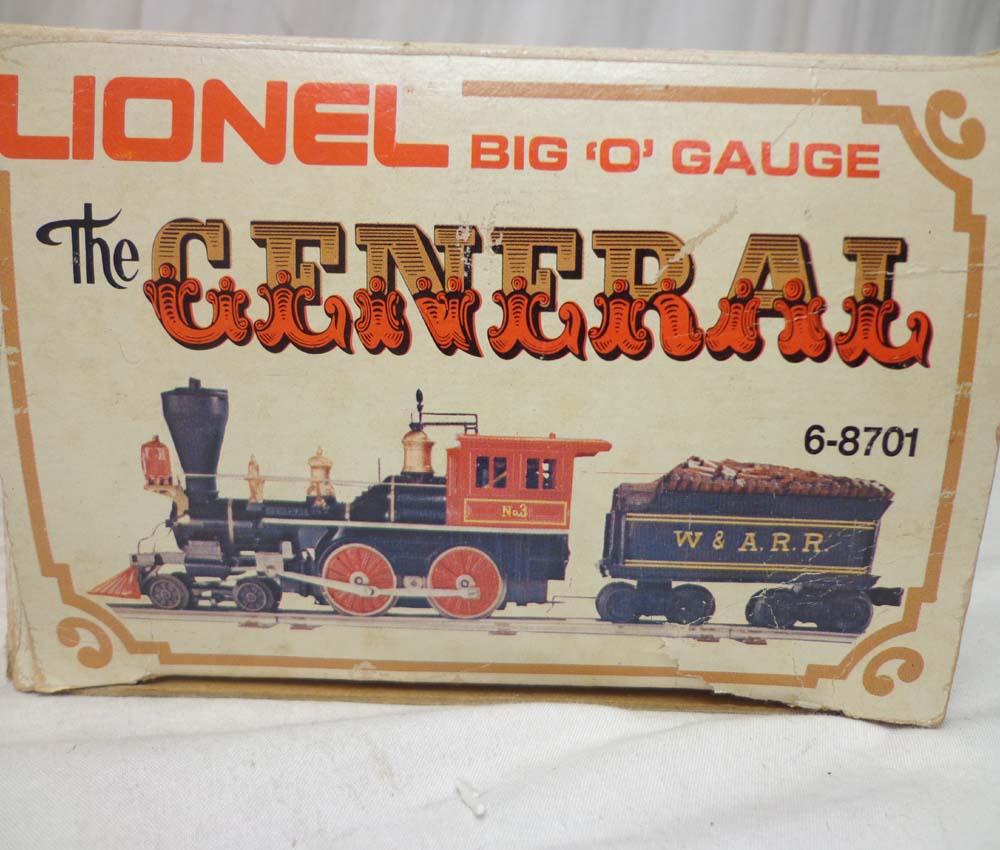 LIONEL BIG 'O' GAUGE
The GENERAL
6-8701
No.3
W & A.R.R.